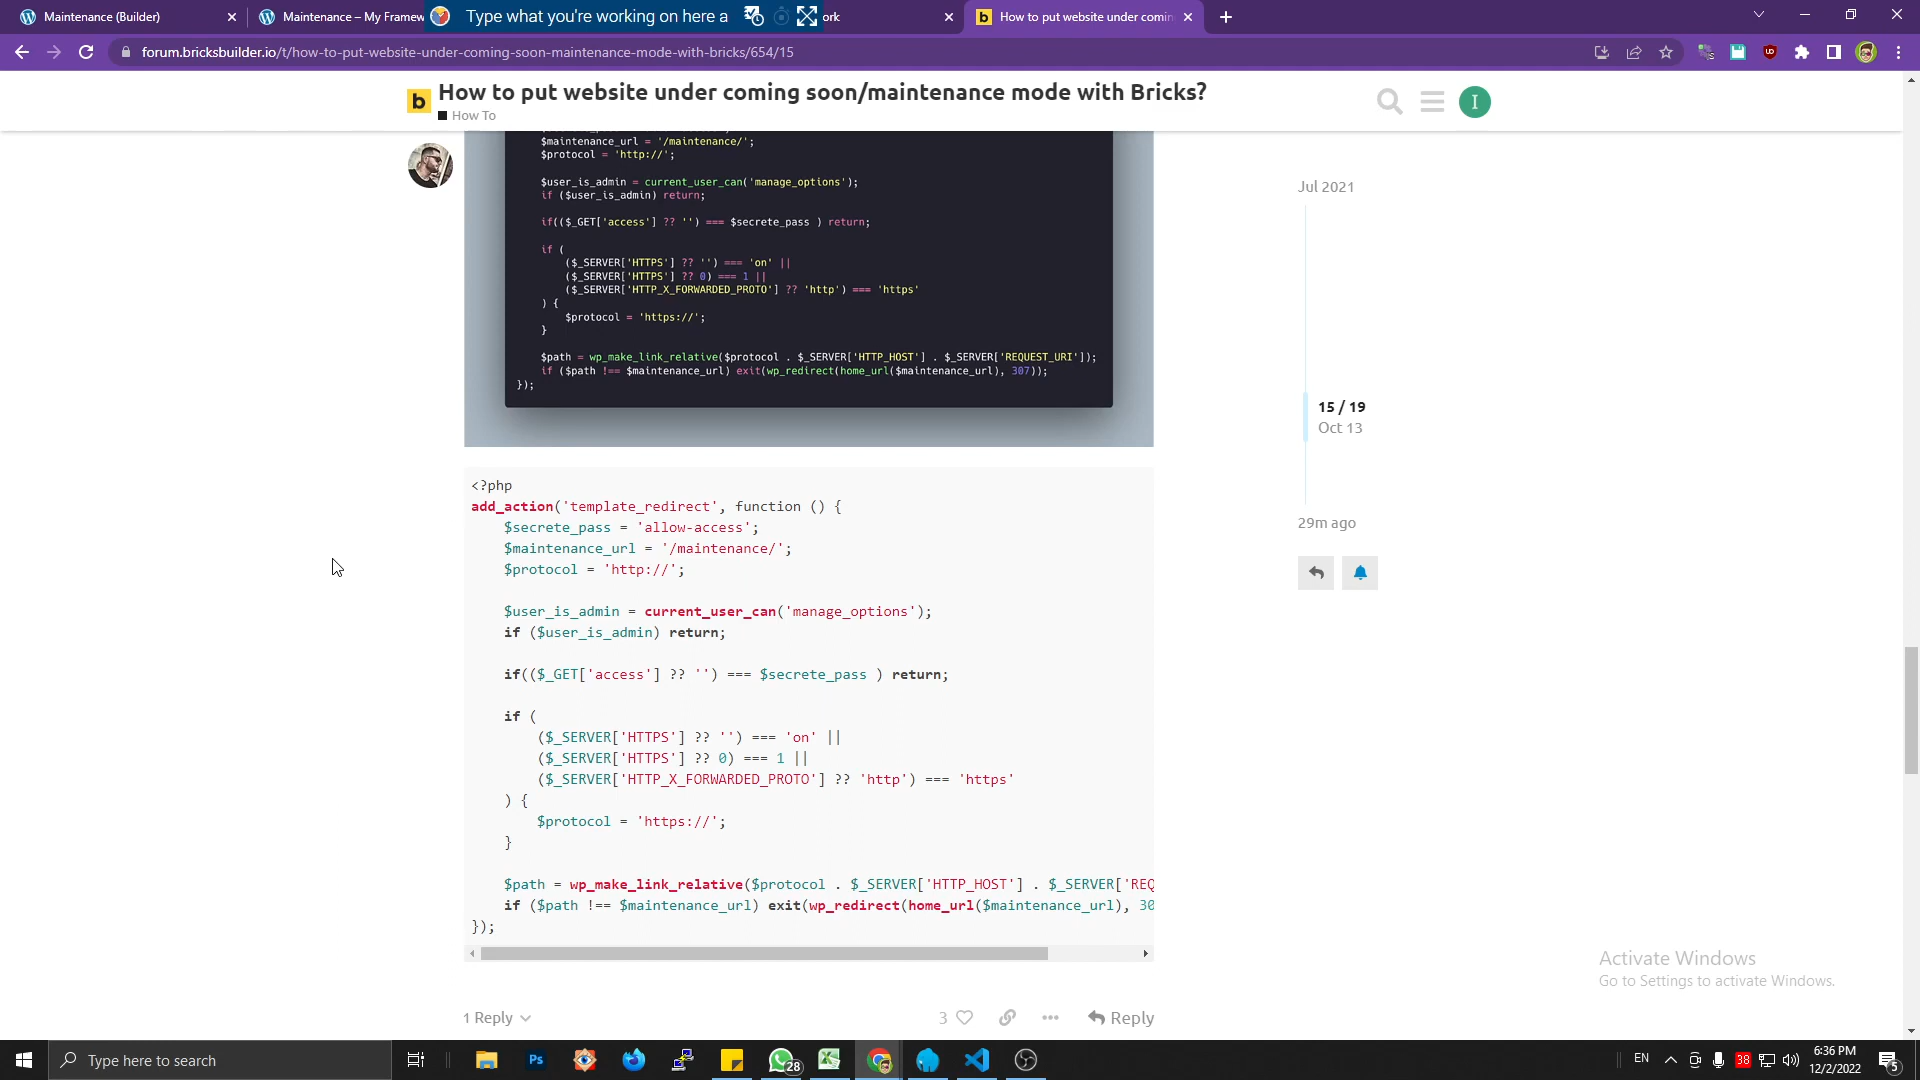 Maintenance (Builder)
Maintenance – My Framew
Type what you're working on here a
ork
How to put website under comin
forum.bricksbuilder.io/t/how-to-put-website-under-coming-soon-maintenance-mode-with-bricks/654/15
b
How to put website under coming soon/maintenance mode with Bricks?
How To
I
$maintenance_url = '/maintenance/';
$protocol = 'http://';
$user_is_admin = current_user_can('manage_options');
if ($user_is_admin) return;
if(($_GET['access'] ?? '') === $secrete_pass ) return;
if (
($_SERVER['HTTPS'] ?? '') === 'on' ||
($_SERVER['HTTPS'] ?? 0) === 1 ||
($_SERVER['HTTP_X_FORWARDED_PROTO'] ?? 'http') === 'https'
) {
$protocol = 'https://';
}
$path = wp_make_link_relative($protocol . $_SERVER['HTTP_HOST'] . $_SERVER['REQUEST_URI']);
if ($path !== $maintenance_url) exit(wp_redirect(home_url($maintenance_url), 307));
});
Jul 2021
15 / 19
Oct 13
29m ago
<?php
add_action('template_redirect', function () {
$secrete_pass = 'allow-access';
$maintenance_url = '/maintenance/';
$protocol = 'http://';
$user_is_admin = current_user_can('manage_options');
if ($user_is_admin) return;
if(($_GET['access'] ?? '') === $secrete_pass ) return;
if (
($_SERVER['HTTPS'] ?? '') === 'on' ||
($_SERVER['HTTPS'] ?? 0) === 1 ||
($_SERVER['HTTP_X_FORWARDED_PROTO'] ?? 'http') === 'https'
) {
$protocol = 'https://';
}
$path = wp_make_link_relative($protocol . $_SERVER['HTTP_HOST'] . $_SERVER['REQ
if ($path !== $maintenance_url) exit(wp_redirect(home_url($maintenance_url), 30
});
1 Reply
3
Reply
Activate Windows
Go to Settings to activate Windows.
Type here to search
Ps
28
EN
38
6:36 PM
12/2/2022
5